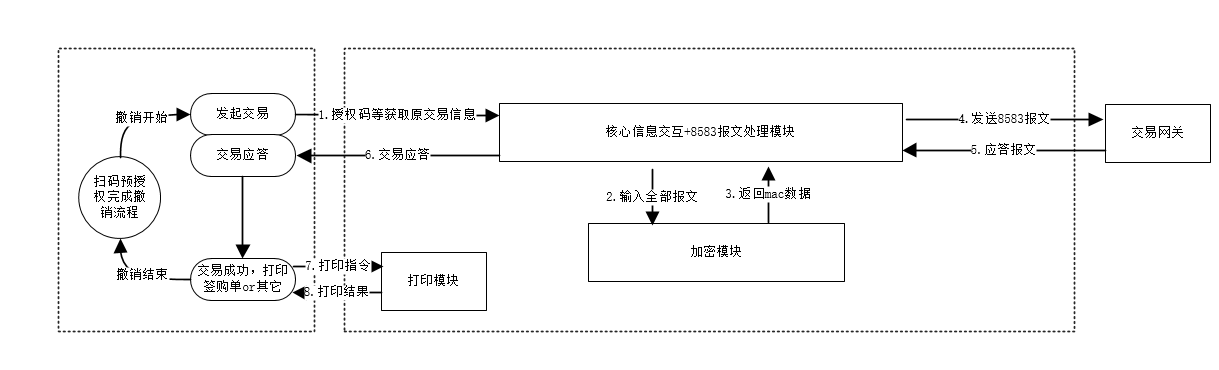 发起交易
撤销开始
1.授权码等获取原交易信息
核心信息交互+8583报文处理模块
4.发送8583报文
交易网关
交易应答
6.交易应答
5.应答报文
扫码预授
权完成撤
销流程
2.输入全部报文
3.返回mac数据
加密模块
撤销结束
交易成功，打印
签购单or其它
7.打印指令
8.打印结果
打印模块